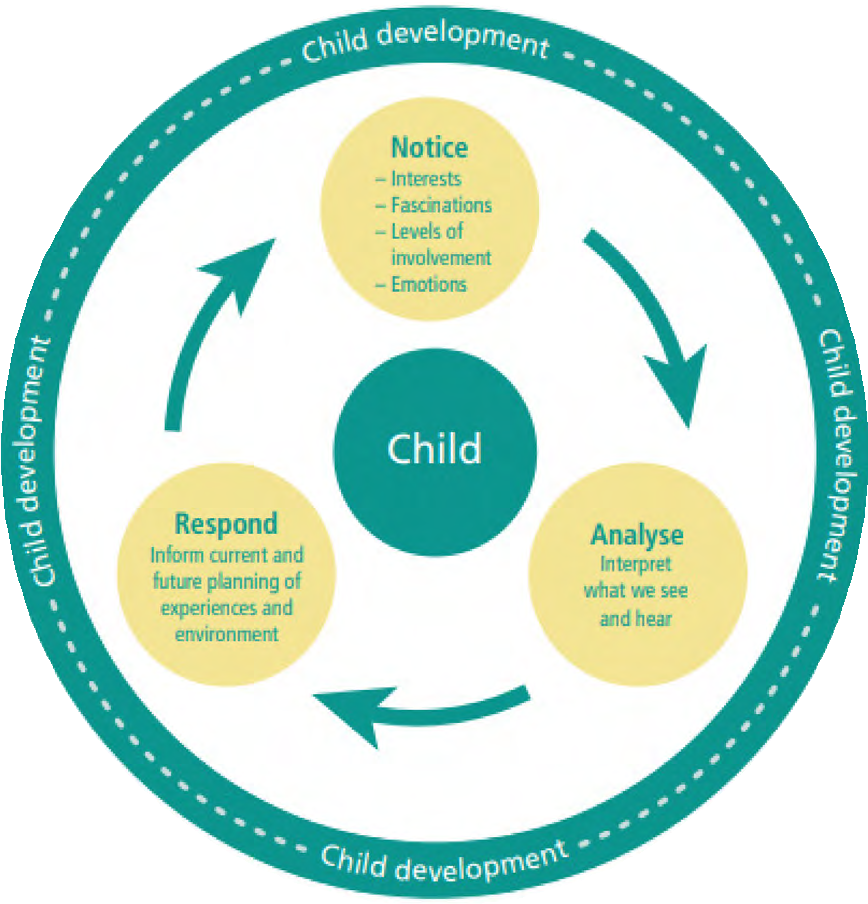 Child development
Notice
– Interests
– Fascinations
– Levels of
involvement
– Emotions
Child development
Child
Child development
Respond
Inform current and
future planning of
experiences and
environment
Analyse
Interpret
what we see
and hear
Child development